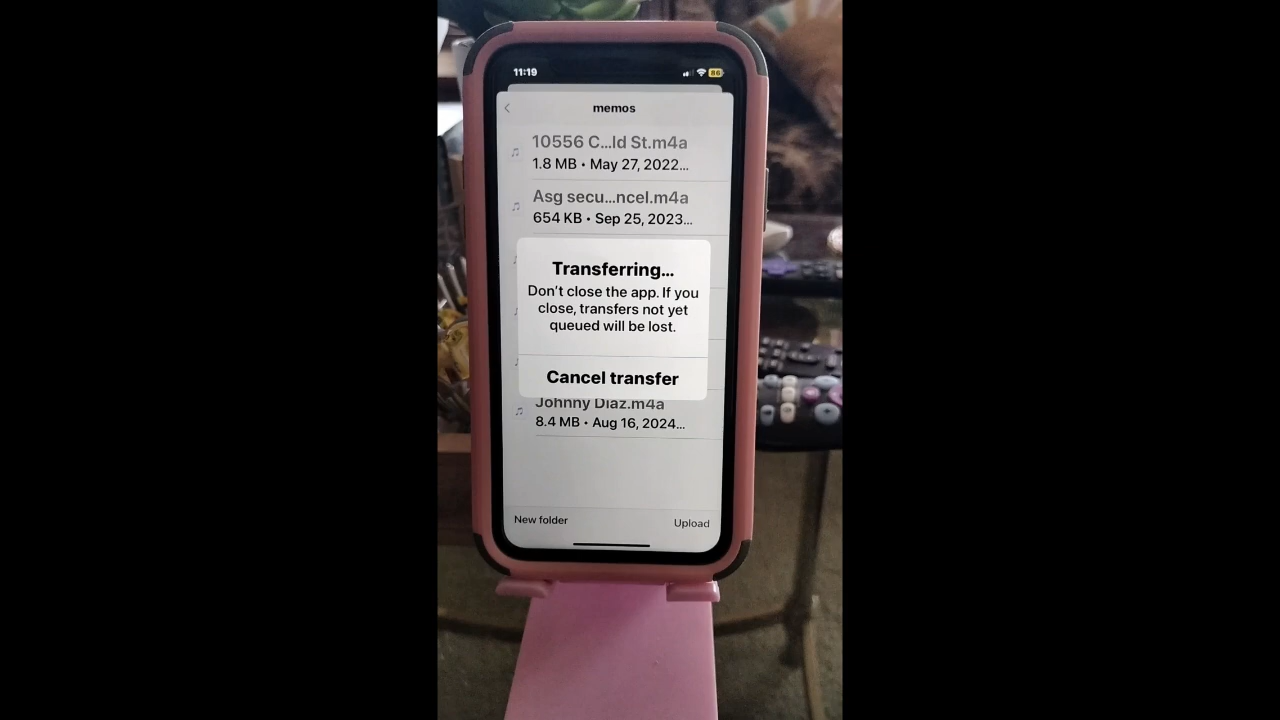 11:19
86
memos
10556 C...ld St.m4a
1.8 MB • May 27, 2022...
Asg secu...ncel.m4a
654 KB • Sep 25, 2023...
Transferring...
Don't close the app. If you
close, transfers not yet
queued will be lost.
Cancel transfer
Johnny Diaz.m4a
8.4 MB • Aug 16, 2024...
New folder
Upload